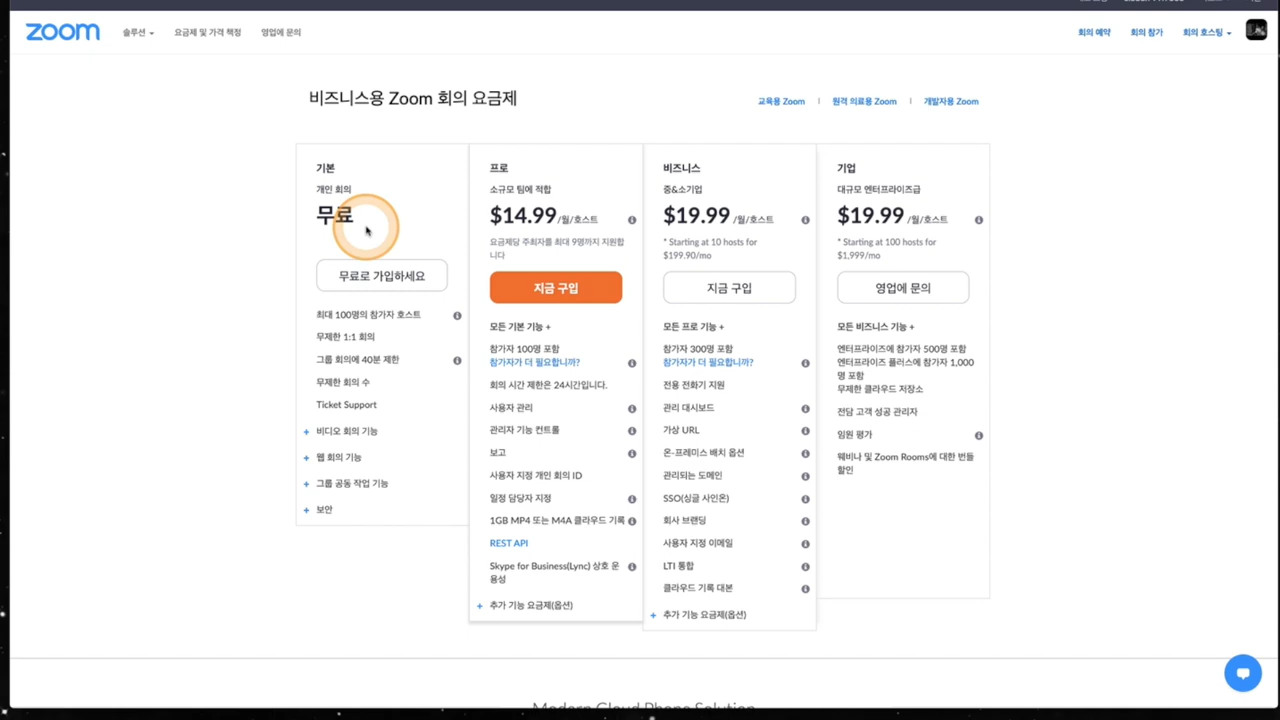 zoom
솔루션
요금제 및 가격 책정
영업에 문의
회의 예약
회의 참가
회의 호스팅
비즈니스용 Zoom 회의 요금제
교육용 Zoom
원격 의료용 Zoom
개발자용 Zoom
기본
개인 회의
무료
무료로 가입하세요
최대 100명의 참가자 호스트
무제한 1:1 회의
그룹 회의에 40분 제한
무제한 회의 수
Ticket Support
+ 비디오 회의 기능
+ 웹 회의 기능
+ 그룹 공동 작업 기능
+ 보안
프로
소규모 팀에 적합
$14.99 /월/호스트
요금제당 주최자를 최대 9명까지 지원합
니다
지금 구입
모든 기본 기능 +
참가자 100명 포함
참가자가 더 필요합니까?
회의 시간 제한은 24시간입니다.
사용자 관리
관리자 기능 컨트롤
보고
사용자 지정 개인 회의 ID
일정 담당자 지정
1GB MP4 또는 M4A 클라우드 기록
REST API
Skype for Business(Lync) 상호 운
용성
+ 추가 기능 요금제(옵션)
비즈니스
중&소기업
$19.99 /월/호스트
* Starting at 10 hosts for
$199.90/mo
지금 구입
모든 프로 기능 +
참가자 300명 포함
참가자가 더 필요합니까?
전용 전화기 지원
관리 대시보드
가상 URL
온-프레미스 배치 옵션
관리되는 도메인
SSO(싱글 사인온)
회사 브랜딩
사용자 지정 이메일
LTI 통합
클라우드 기록 대본
+ 추가 기능 요금제(옵션)
기업
대규모 엔터프라이즈급
$19.99 /월/호스트
* Starting at 100 hosts for
$1,999/mo
영업에 문의
모든 비즈니스 기능 +
엔터프라이즈에 참가자 500명 포함
엔터프라이즈 플러스에 참가자 1,000
명 포함
무제한 클라우드 저장소
전담 고객 성공 관리자
임원 평가
웨비나 및 Zoom Rooms에 대한 번들
할인
Modern Cloud Phone Solution